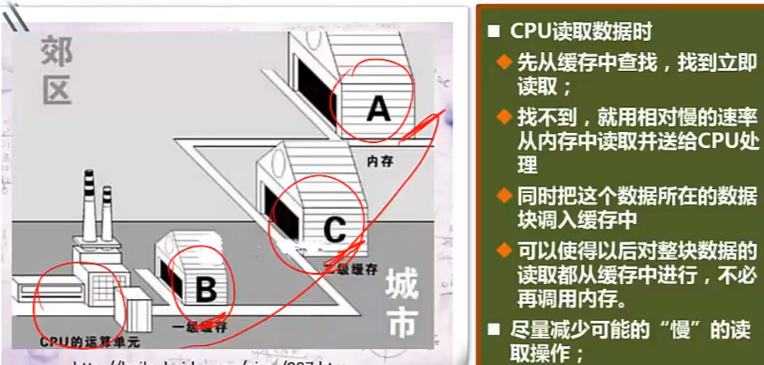 郊
区
A
内存
C
二级缓存
B
一级缓存
城
市
CPU的运算单元
CPU读取数据时
先从缓存中查找，找到立即
读取；
找不到，就用相对慢的速率
从内存中读取并送给CPU处
理
同时把这个数据所在的数据
块调入缓存中
可以使得以后对整块数据的
读取都从缓存中进行，不必
再调用内存。
尽量减少可能的“慢”的读
取操作；